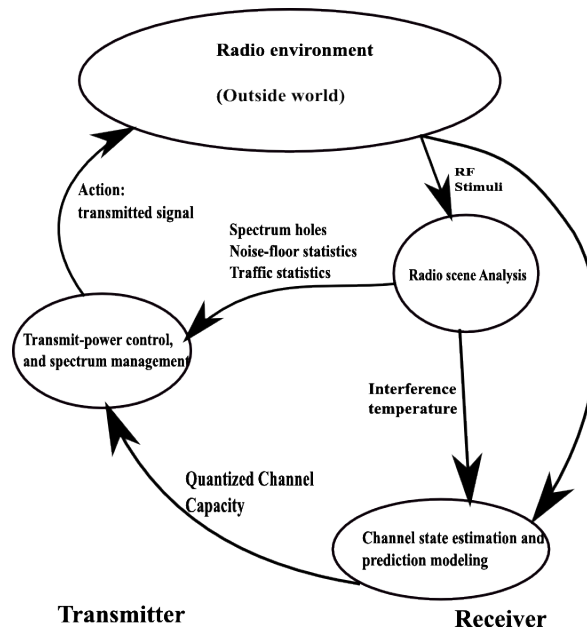 Radio environment
(Outside world)
RF
Stimuli
Action:
transmitted signal
Spectrum holes
Noise-floor statistics
Traffic statistics
Radio scene Analysis
Transmit-power control,
and spectrum management
Interference
temperature
Quantized Channel
Capacity
Channel state estimation and
prediction modeling
Transmitter
Receiver